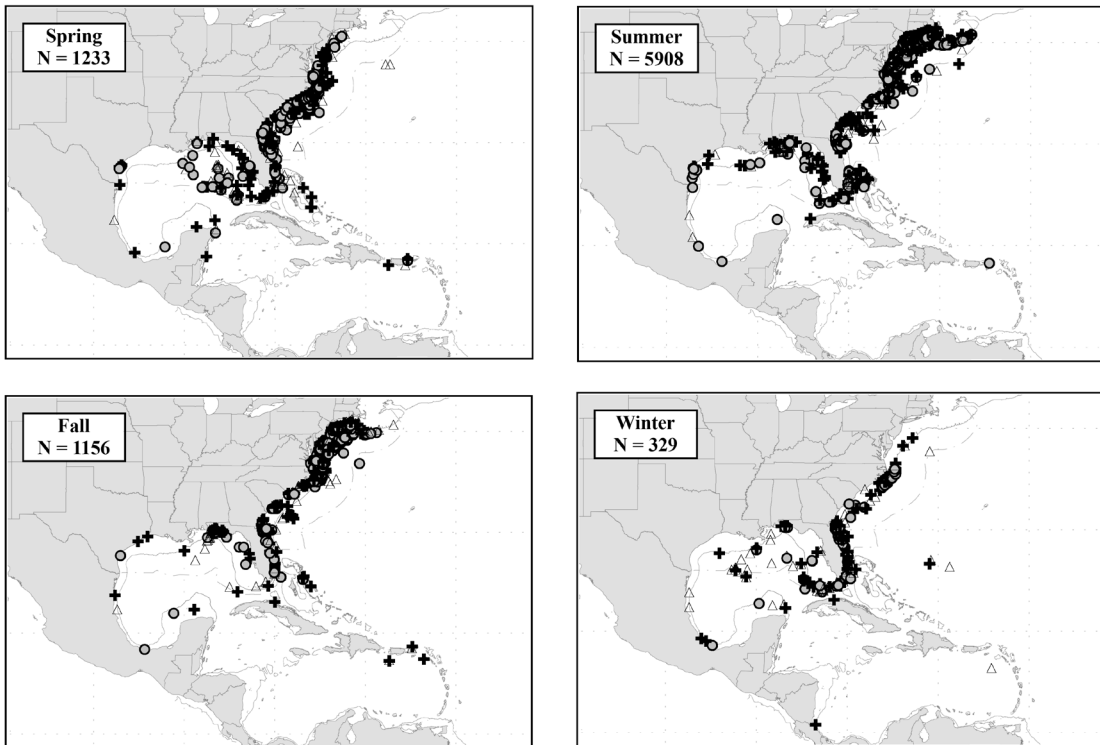 Spring
N = 1233
Summer
N = 5908
Fall
N = 1156
Winter
N = 329